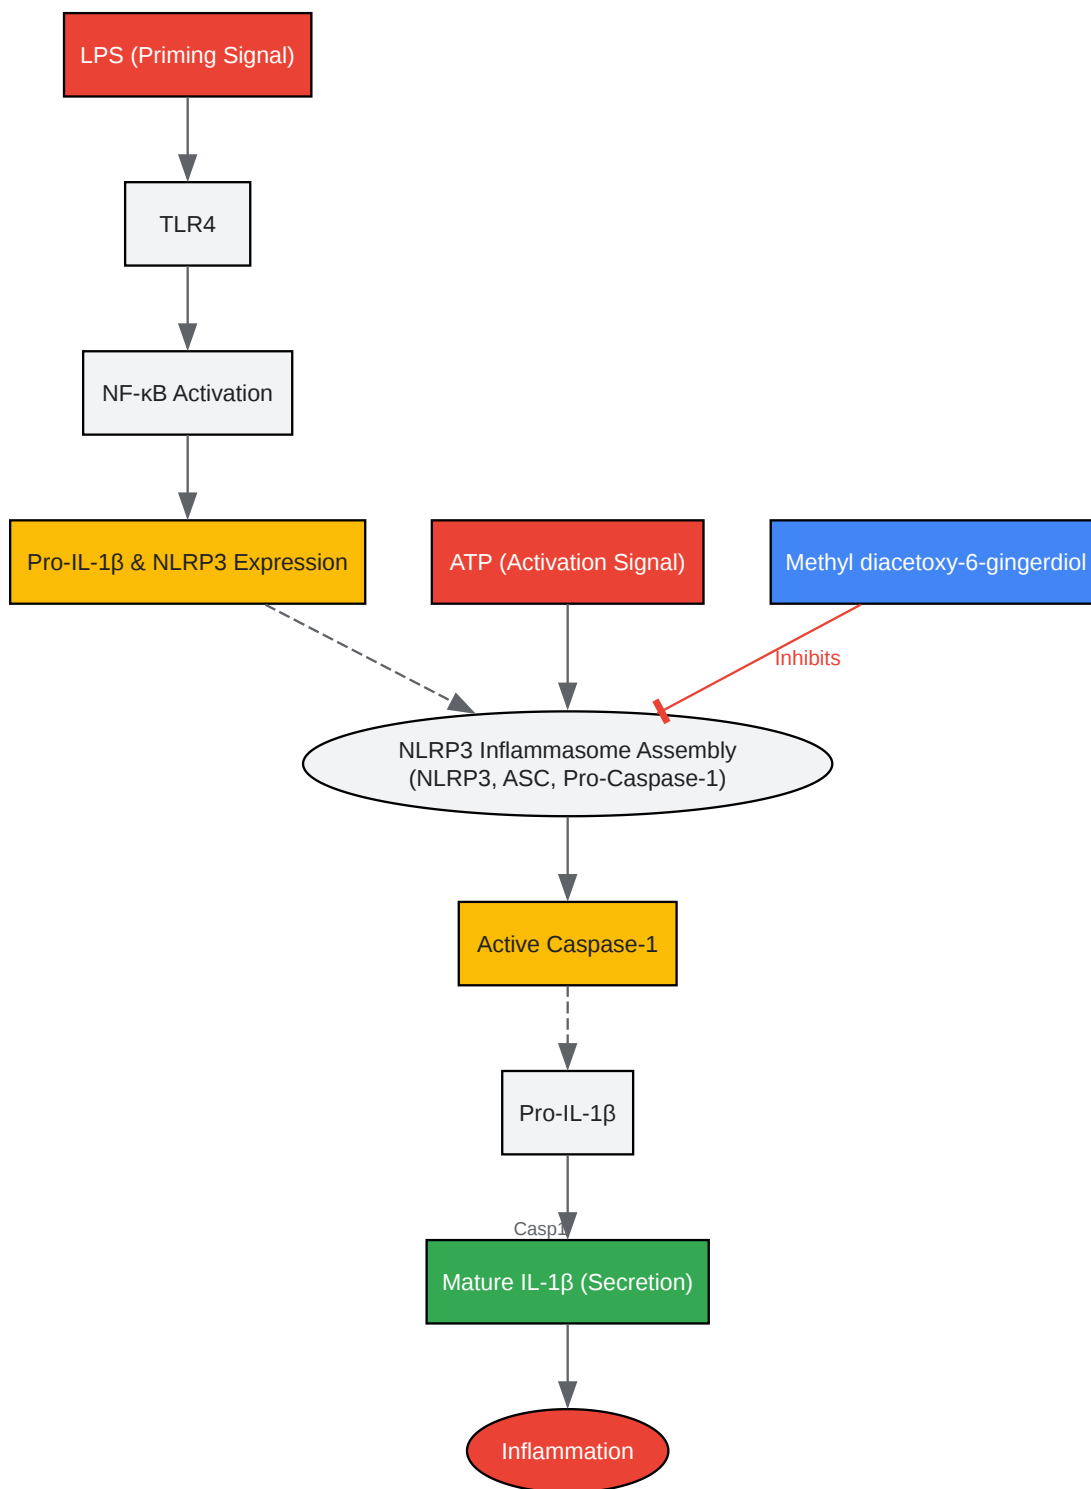 LPS (Priming Signal)
TLR4
NF-κB Activation
Pro-IL-1β & NLRP3 Expression
ATP (Activation Signal)
Methyl diacetoxy-6-gingerdiol
Inhibits
NLRP3 Inflammasome Assembly
(NLRP3, ASC, Pro-Caspase-1)
Active Caspase-1
Pro-IL-1β
Casp1
Mature IL-1β (Secretion)
Inflammation